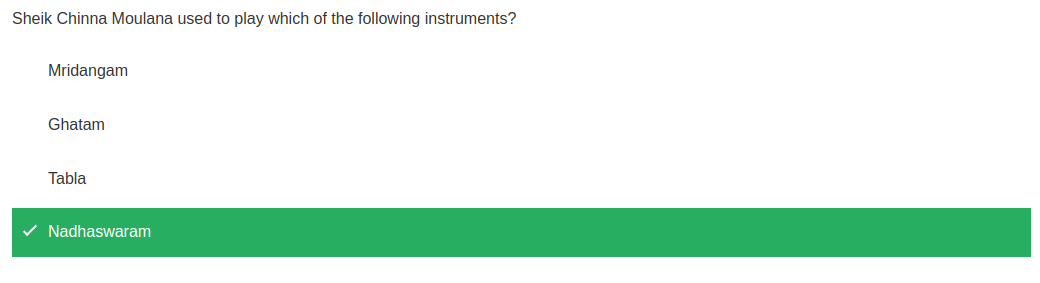 Sheik Chinna Moulana used to play which of the following instruments?
Mridangam
Ghatam
Tabla
Nadhaswaram